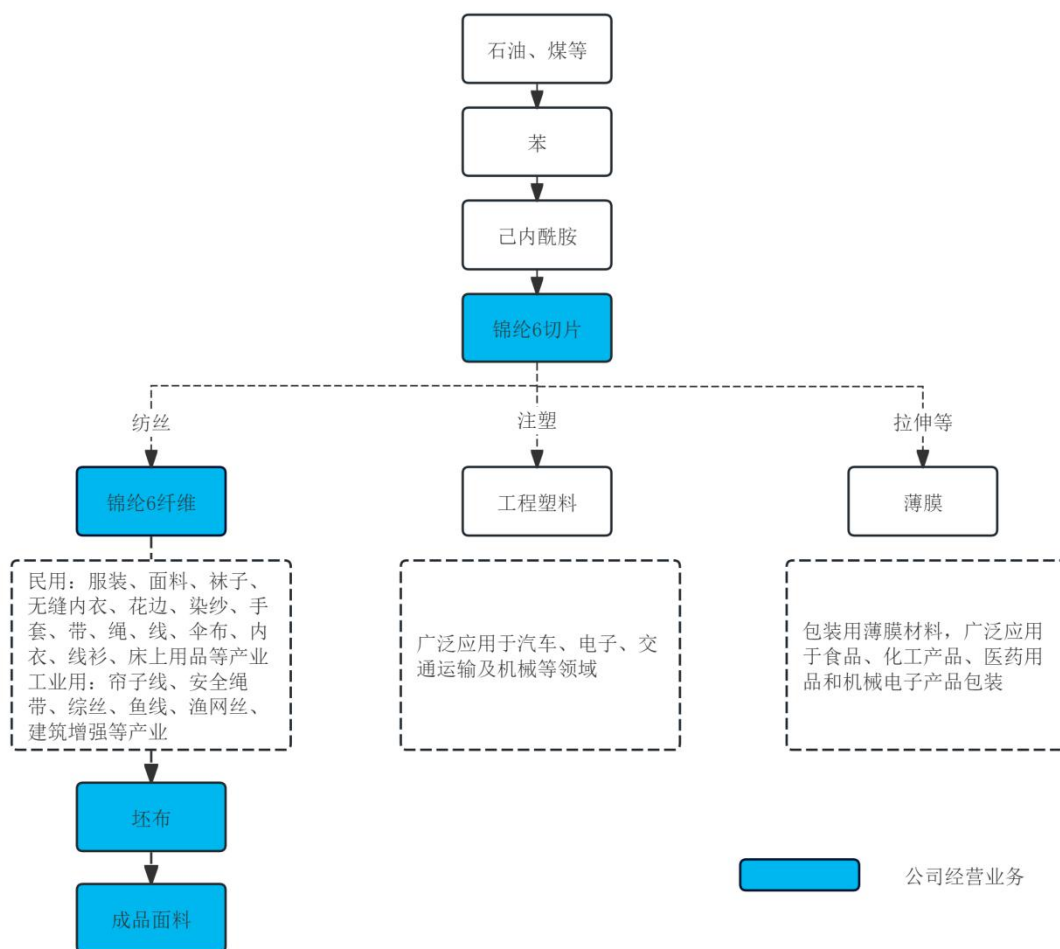 石油、煤等
苯
己内酰胺
锦纶6切片
纺丝
注塑
拉伸等
锦纶6纤维
工程塑料
薄膜
民用：服装、面料、袜子、
无缝内衣、花边、染纱、手
套、带、绳、线、伞布、内
衣、线衫、床上用品等产业
工业用：帘子线、安全绳
带、综丝、鱼线、渔网丝、
建筑增强等产业
广泛应用于汽车、电子、交
通运输及机械等领域
包装用薄膜材料，广泛应用
于食品、化工产品、医药用
品和机械电子产品包装
坯布
成品面料
公司经营业务